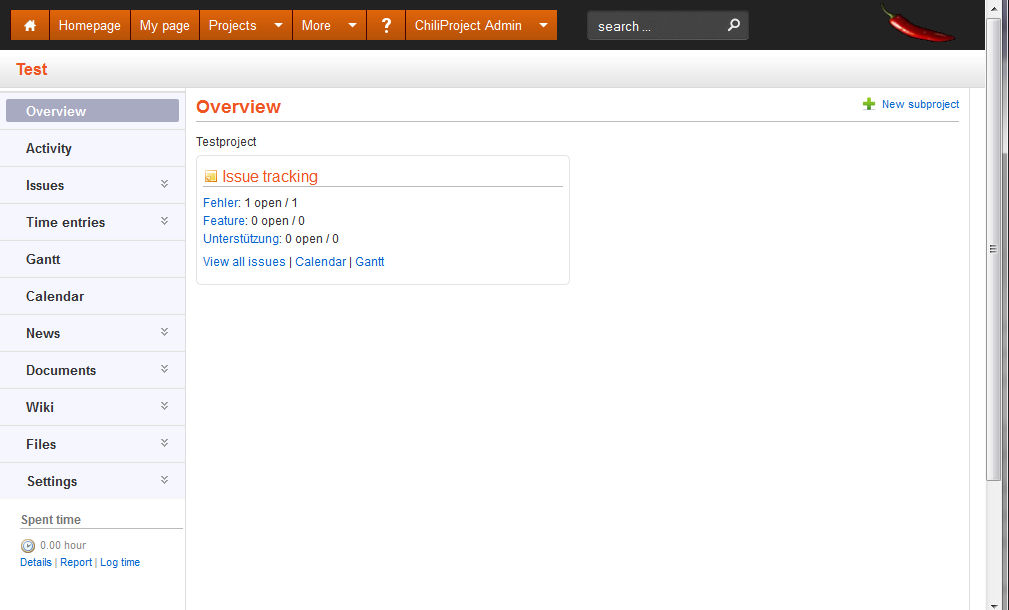 Homepage My page Projects More ? ChiliProject Admin search ...
Test
Overview
Activity
Issues
Time entries
Gantt
Calendar
News
Documents
Wiki
Files
Settings
Spent time
0.00 hour
Details | Report | Log time
Overview
New subproject
Testproject
Issue tracking
Fehler: 1 open / 1
Feature: 0 open / 0
Unterstützung: 0 open / 0
View all issues | Calendar | Gantt